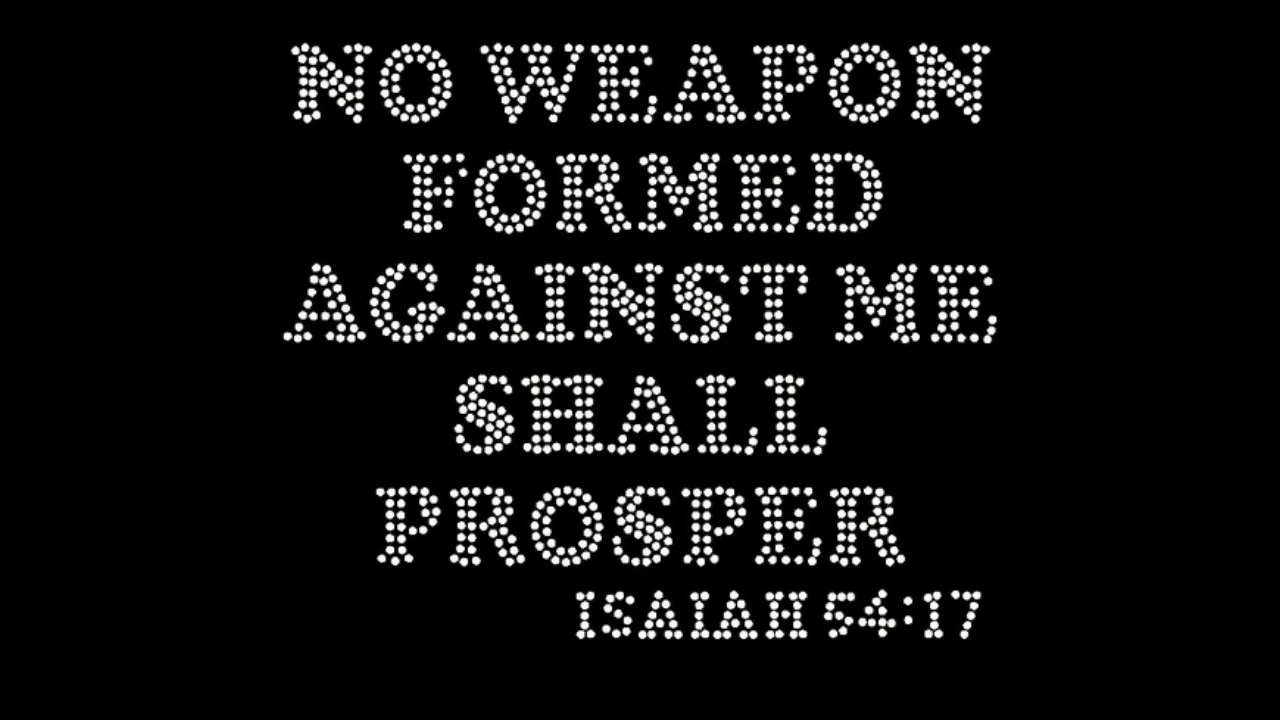 NO WEAPON
FORMED
AGAINST ME
SHALL
PROSPER
ISAIAH 54:17